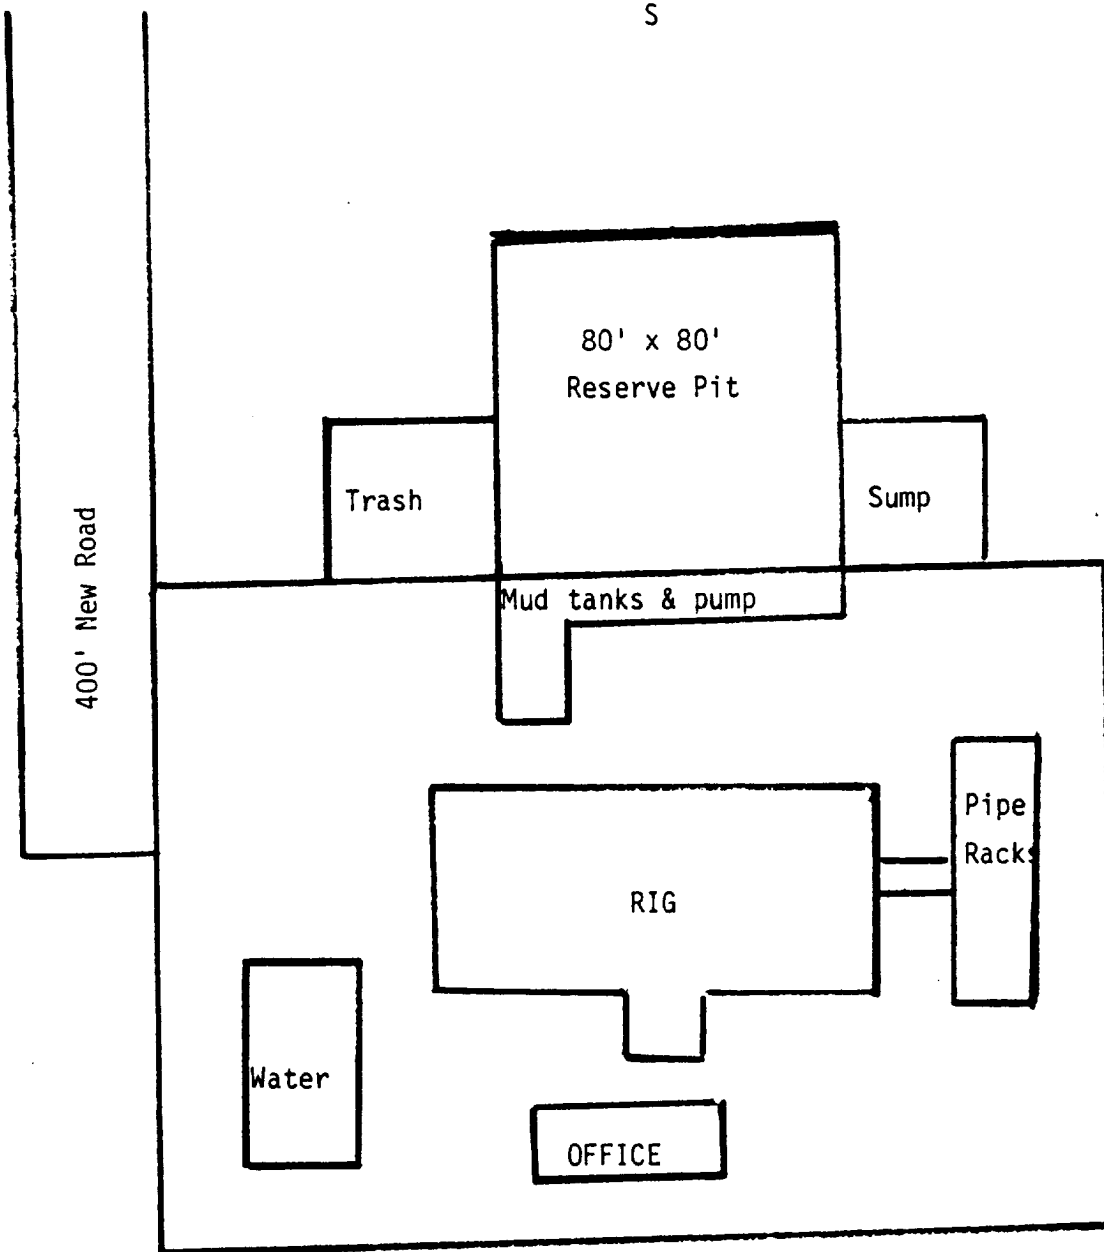 S
80' x 80'
Reserve Pit
Trash
Sump
400' New Road
Mud tanks & pump
Pipe
Racks
RIG
Water
OFFICE